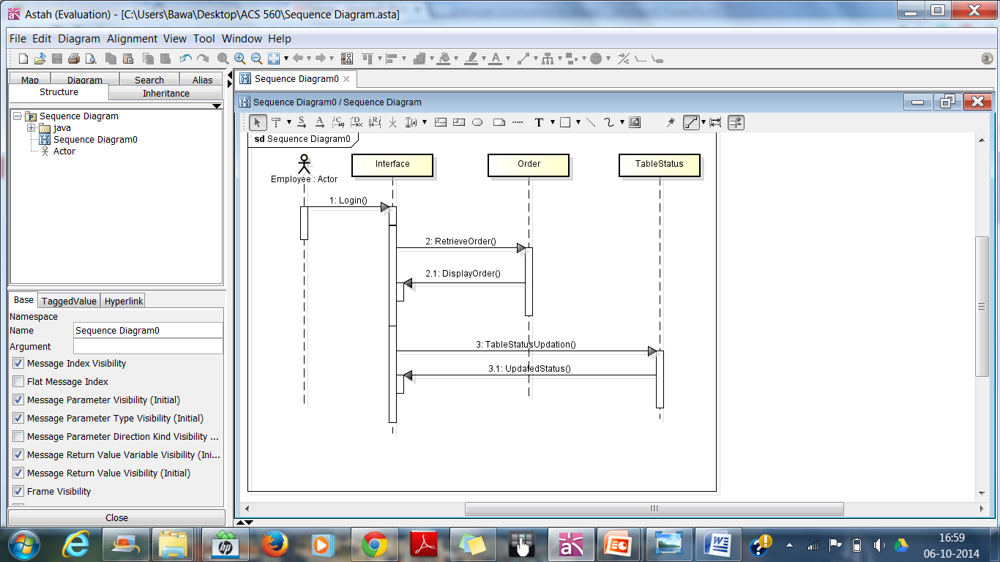 Astah (Evaluation) - [C:\Users\Bawa\Desktop\ACS 560\Sequence Diagram.asta]
File Edit Diagram Alignment View Tool Window Help
Map Diagram Search Alias
Structure Inheritance
Sequence Diagram
java
Sequence Diagram0
Actor
Base TaggedValue Hyperlink
Namespace
Name Sequence Diagram0
Argument
Message Index Visibility
Flat Message Index
Message Parameter Visibility (Initial)
Message Parameter Type Visibility (Initial)
Message Parameter Direction Kind Visibility ...
Message Return Value Variable Visibility (Ini...
Message Return Value Visibility (Initial)
Frame Visibility
Close
Sequence Diagram0
Sequence Diagram0 / Sequence Diagram
sd Sequence Diagram0
Employee : Actor
Interface
Order
TableStatus
1: Login()
2: RetrieveOrder()
2.1: DisplayOrder()
3: TableStatusUpdation()
3.1: UpdatedStatus()
16:59
06-10-2014